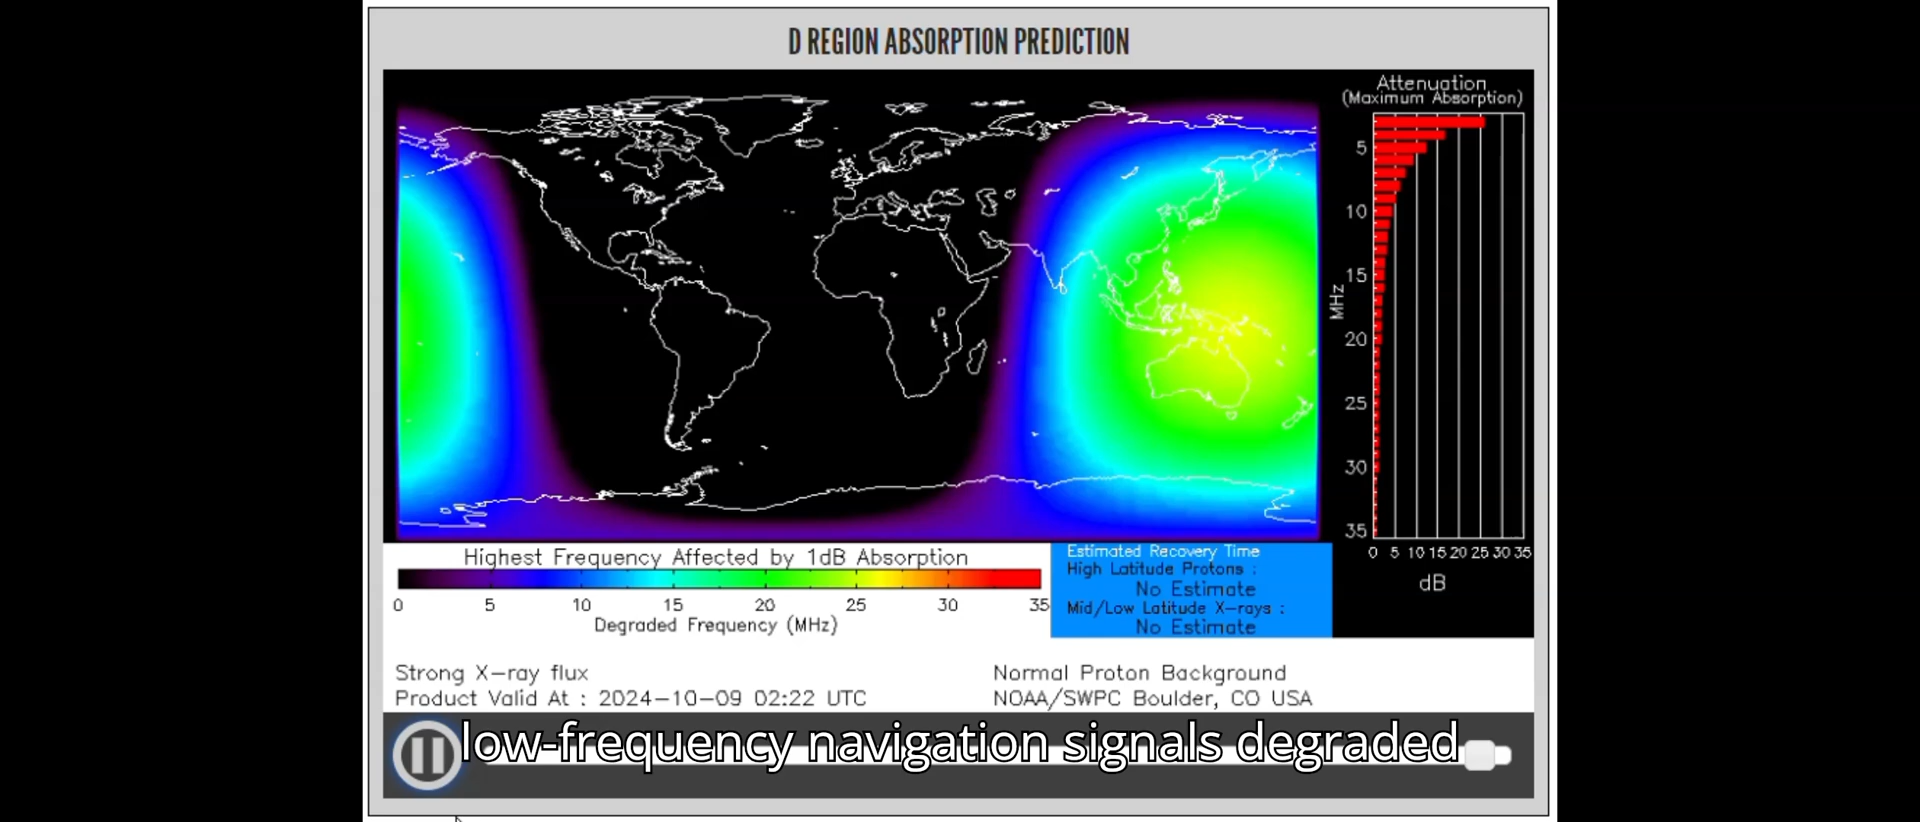 D REGION ABSORPTION PREDICTION
Attenuation
(Maximum Absorption)
5
10
15
20
25
30
35
MHz
0 5 10 15 20 25 30 35
dB
Highest Frequency Affected by 1dB Absorption
0 5 10 15 20 25 30 35
Degraded Frequency (MHz)
Estimated Recovery Time
High Latitude Protons :
No Estimate
Mid/Low Latitude X-rays :
No Estimate
Strong X-ray flux
Product Valid At : 2024-10-09 02:22 UTC
Normal Proton Background
NOAA/SWPC Boulder, CO USA
low-frequency navigation signals degraded